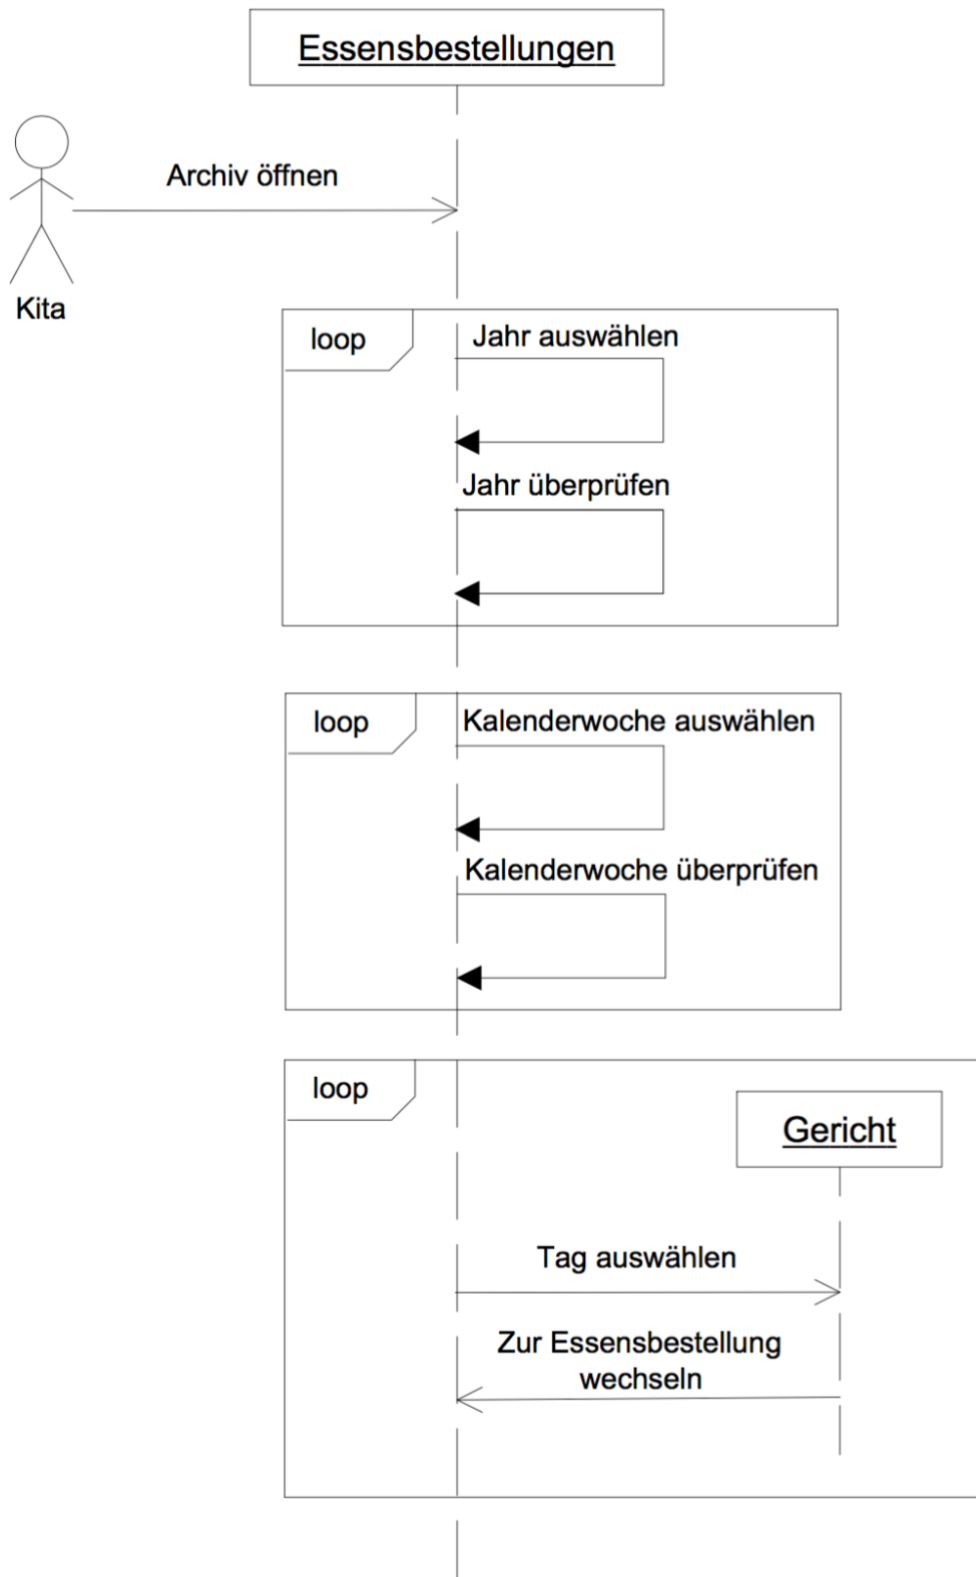 Essensbestellungen
Archiv öffnen
Kita
loop
Jahr auswählen
Jahr überprüfen
loop
Kalenderwoche auswählen
Kalenderwoche überprüfen
loop
Gericht
Tag auswählen
Zur Essensbestellung
wechseln